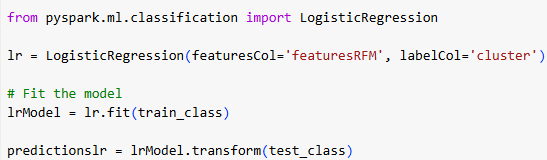 from pyspark.ml.classification import LogisticRegression
lr = LogisticRegression(featuresCol='featuresRFM', labelCol='cluster')
# Fit the model
lrModel = lr.fit(train_class)
predictionslr = lrModel.transform(test_class)